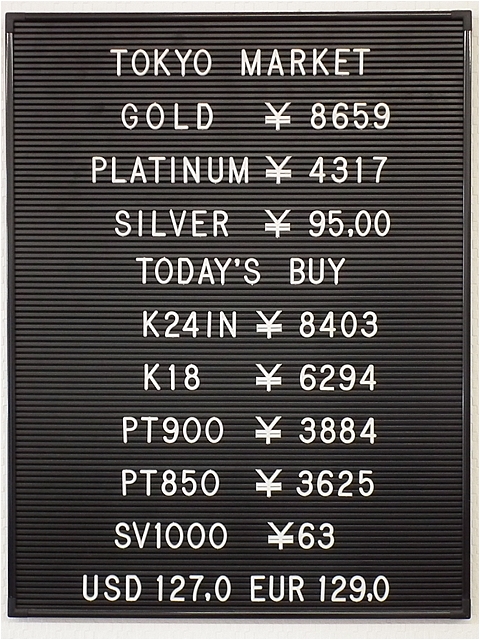 TOKYO MARKET
GOLD ¥ 8659
PLATINUM ¥ 4317
SILVER ¥ 95,00
TODAY'S BUY
K24IN ¥ 8403
K18 ¥ 6294
PT900 ¥ 3884
PT850 ¥ 3625
SV1000 ¥63
USD 127,0 EUR 129,0